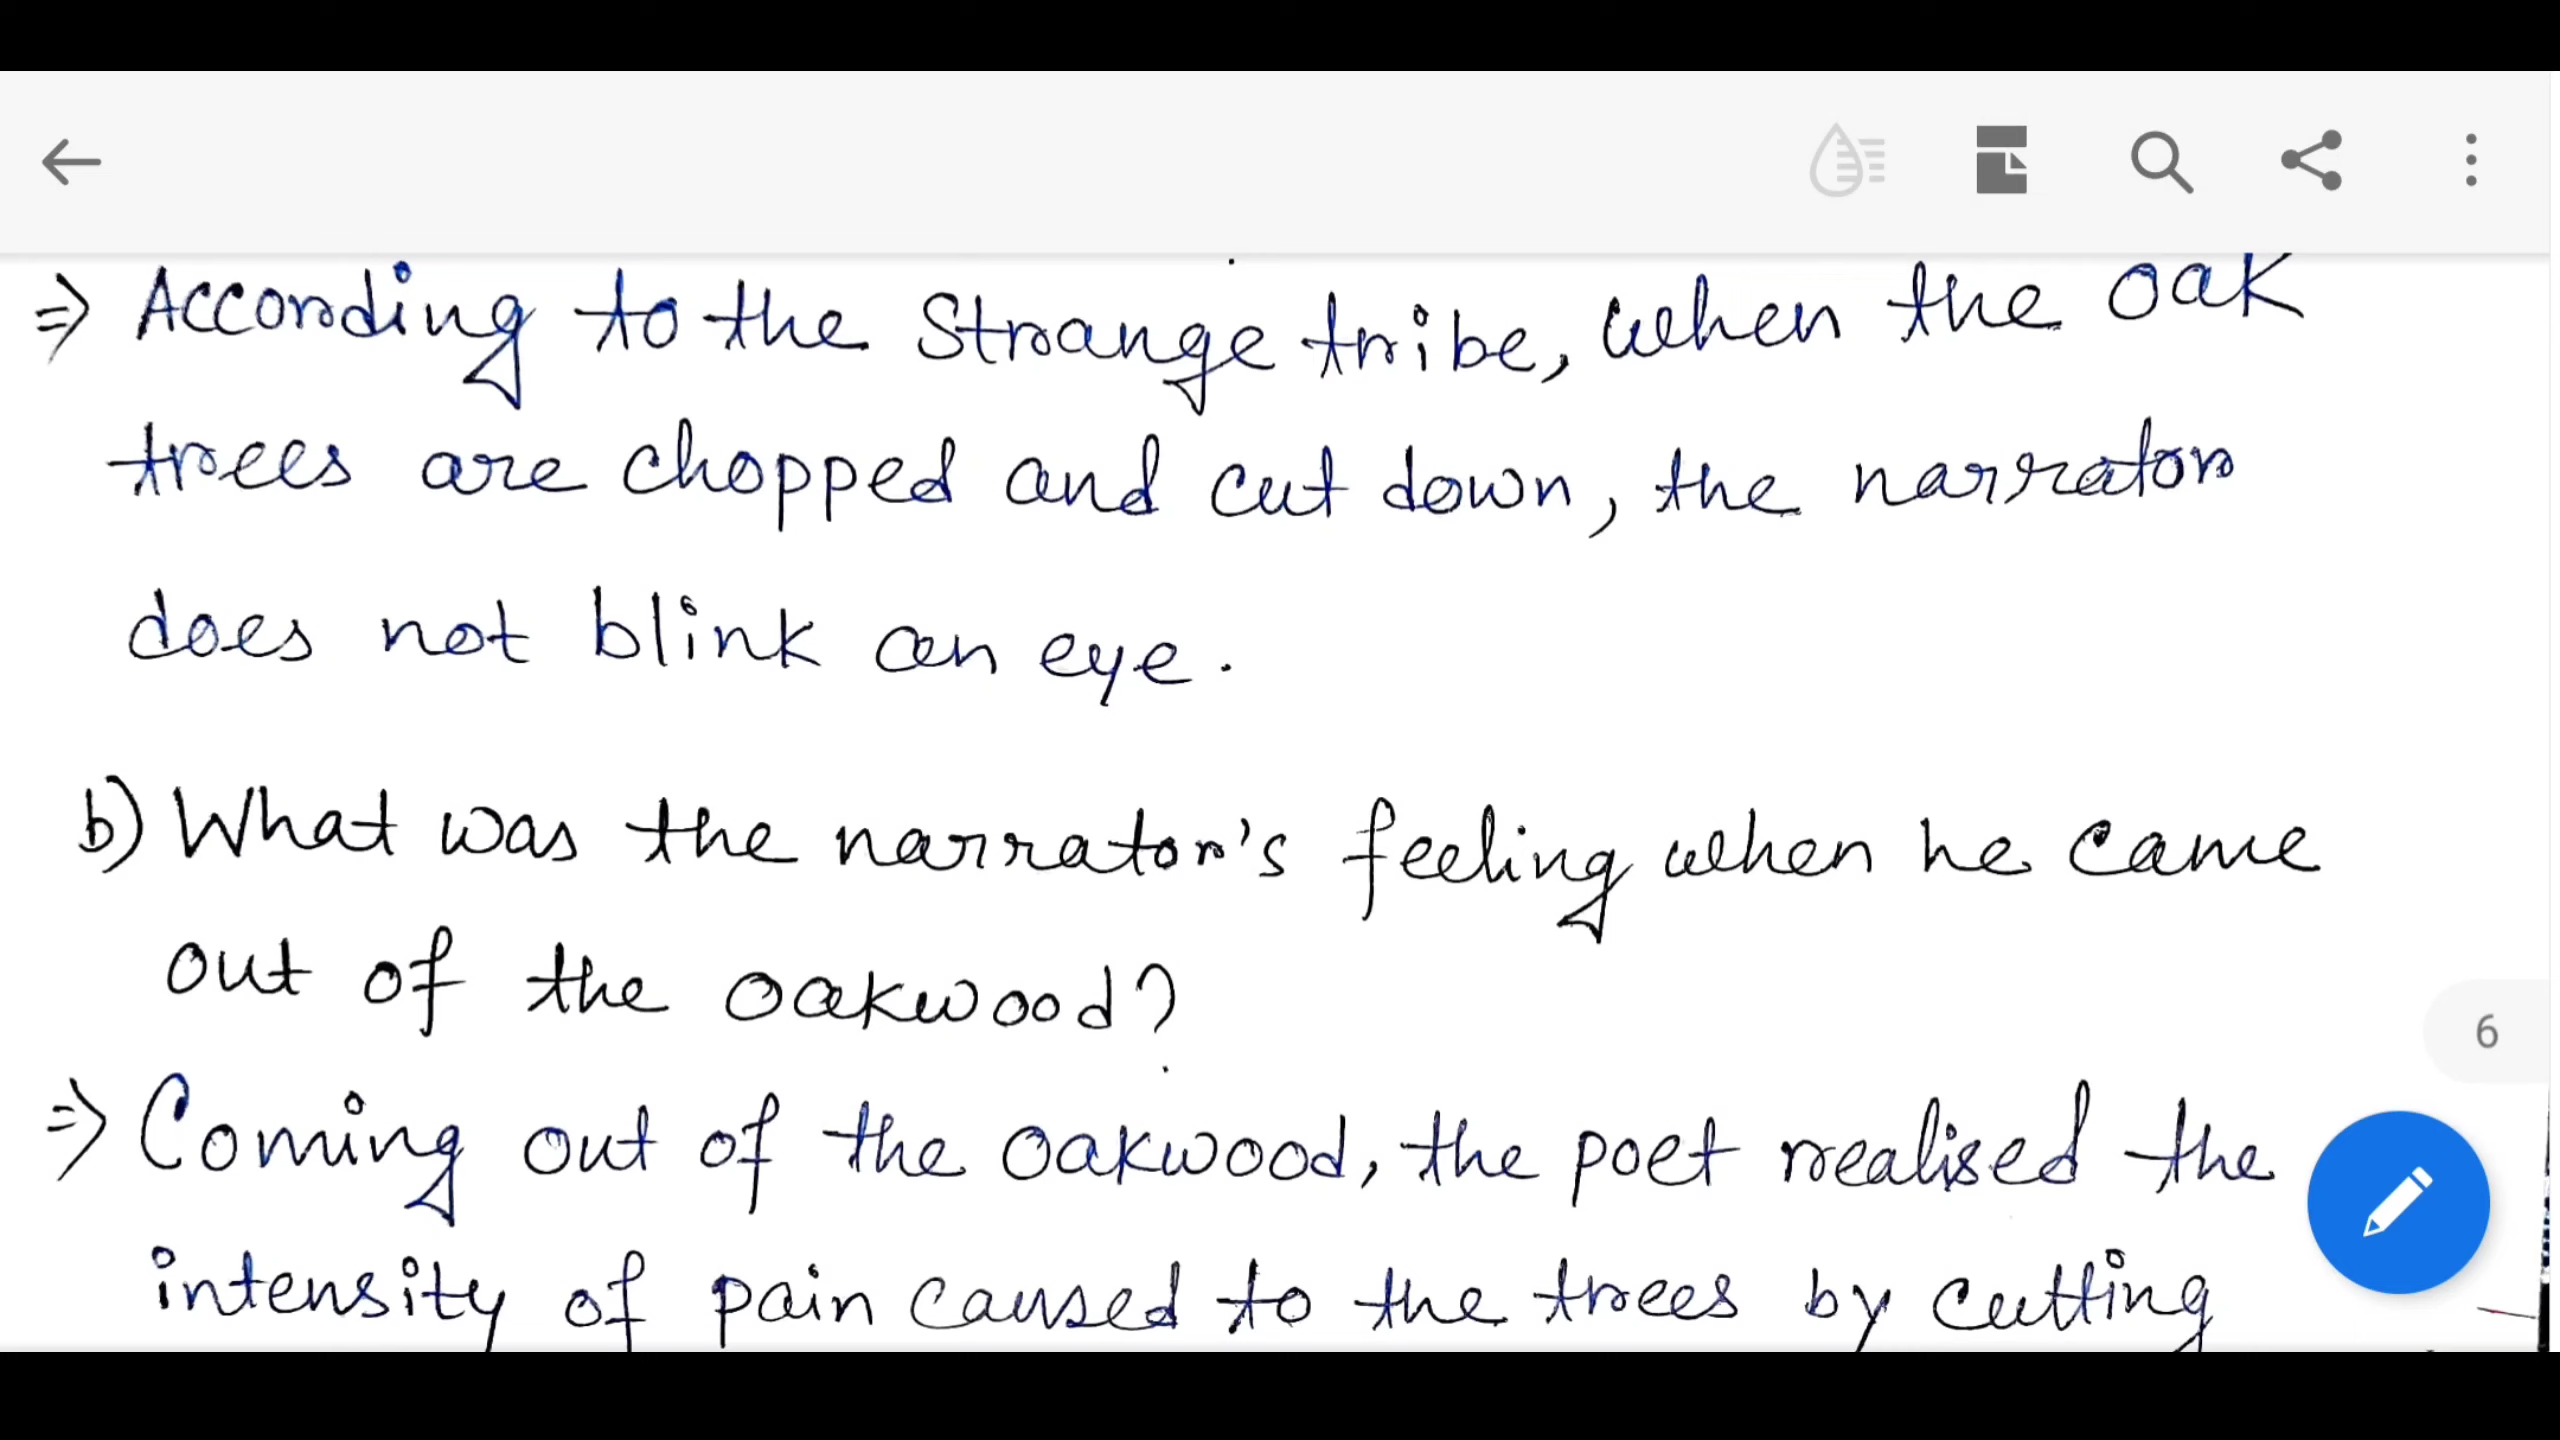 ⇒ According to the Strange tribe, when the oak
trees are chopped and cut down, the narrator
does not blink an eye.
b) What was the narrator's feeling when he came
out of the oakwood?
6
⇒ Coming out of the oakwood, the poet realised the
intensity of pain caused to the trees by cutting